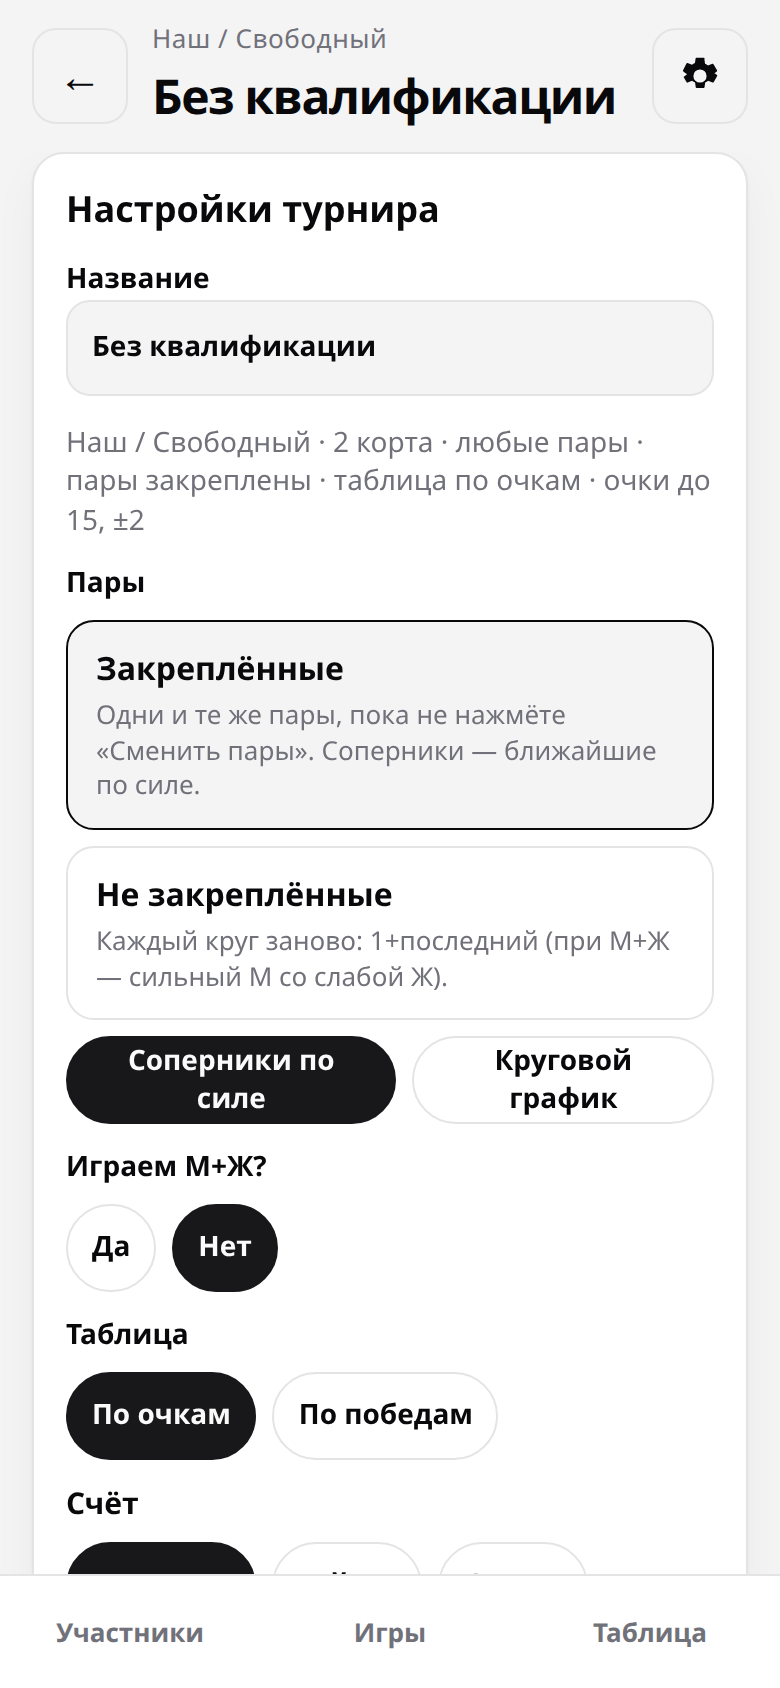 Наш / Свободный
←
Без квалификации
Настройки турнира
Название
Без квалификации
Наш / Свободный · 2 корта · любые пары ·
пары закреплены · таблица по очкам · очки до
15, ±2
Пары
Закреплённые
Одни и те же пары, пока не нажмёте
«Сменить пары». Соперники — ближайшие
по силе.
Не закреплённые
Каждый круг заново: 1+последний (при М+Ж
— сильный М со слабой Ж).
Соперники по
силе
Круговой
график
Играем М+Ж?
Да
Нет
Таблица
По очкам
По победам
Счёт
Участники
Игры
Таблица